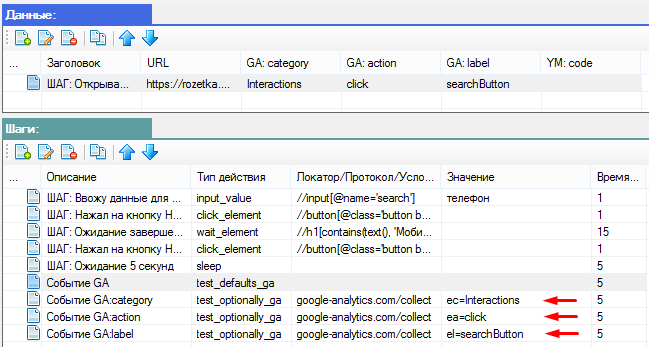 Данные:
... Заголовок URL GA: category GA: action GA: label YM: code
ШАГ: Открыва... https://rozetka.... Interactions click searchButton
Шаги:
... Описание Тип действия Локатор/Протокол/Усло... Значение Время...
ШАГ: Ввожу данные для ... input_value //input[@name='search'] телефон 1
ШАГ: Нажал на кнопку Н... click_element //button[@class='button b... 1
ШАГ: Ожидание заверше... wait_element //h1[contains(text(), 'Моби... 15
ШАГ: Нажал на кнопку Н... click_element //button[@class='button b... 1
ШАГ: Ожидание 5 секунд sleep 5
Событие GA test_defaults_ga 5
Событие GA:category test_optionally_ga google-analytics.com/collect ec=Interactions 5
Событие GA:action test_optionally_ga google-analytics.com/collect ea=click 5
Событие GA:label test_optionally_ga google-analytics.com/collect el=searchButton 5